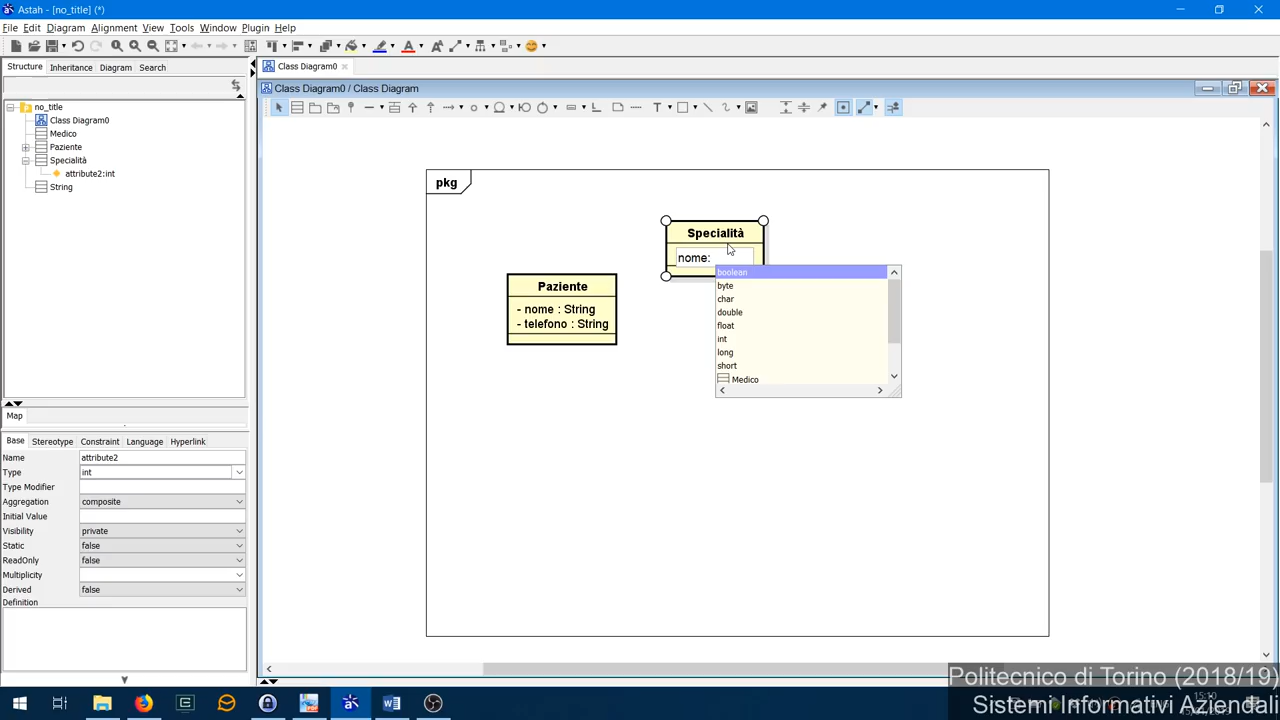 Astah - [no_title] (*)
File Edit Diagram Alignment View Tools Window Plugin Help
Structure Inheritance Diagram Search
Class Diagram0
Class Diagram0 / Class Diagram
no_title
Class Diagram0
Medico
Paziente
Specialità
attribute2:int
String
pkg
Specialità
nome:
boolean
byte
char
double
float
int
long
short
Medico
Paziente
- nome : String
- telefono : String
Map
Base Stereotype Constraint Language Hyperlink
Name attribute2
Type int
Type Modifier
Aggregation composite
Initial Value
Visibility private
Static false
ReadOnly false
Multiplicity
Derived false
Definition
Politecnico di Torino (2018/19)
15:10
Sistemi Informativi Aziendali